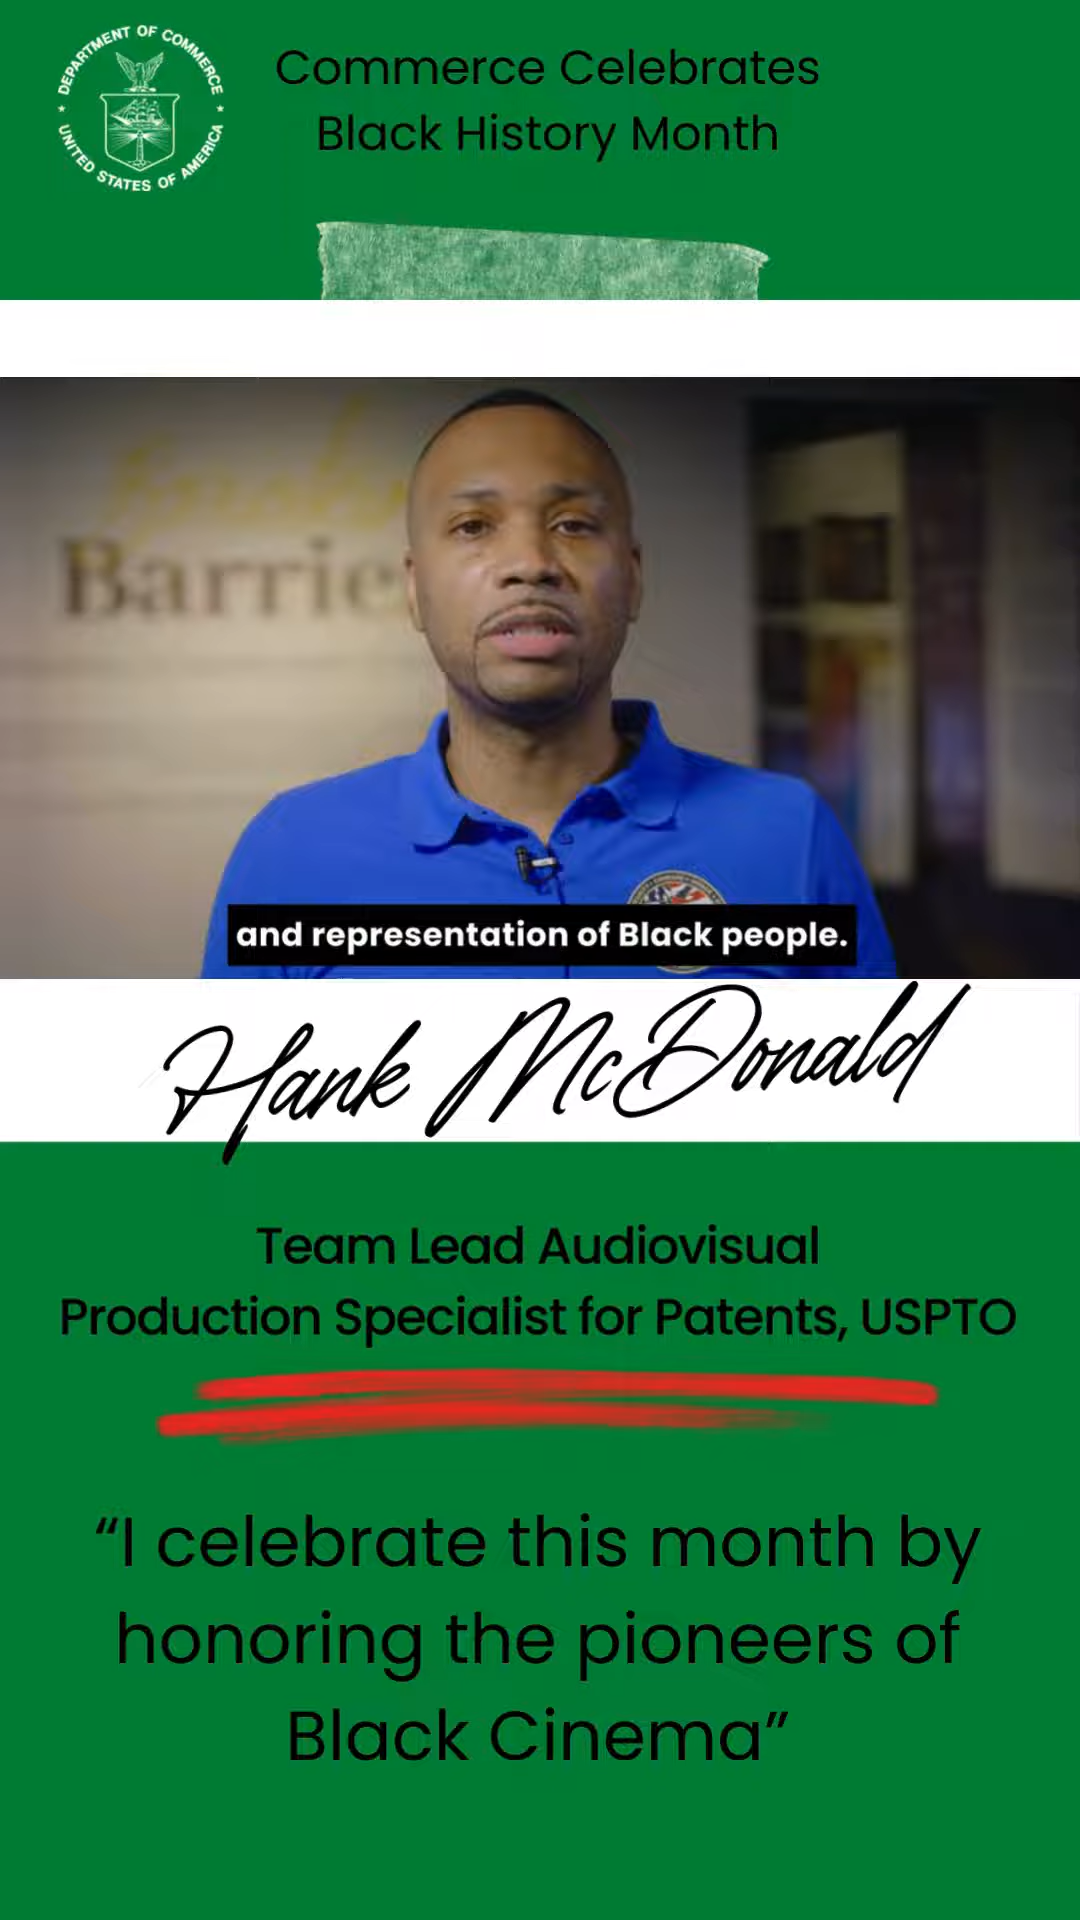 DEPARTMENT OF COMMERCE
UNITED STATES OF AMERICA
Commerce Celebrates
Black History Month
Barrie
and representation of Black people.
Hank McDonald
Team Lead Audiovisual
Production Specialist for Patents, USPTO
“I celebrate this month by
honoring the pioneers of
Black Cinema”